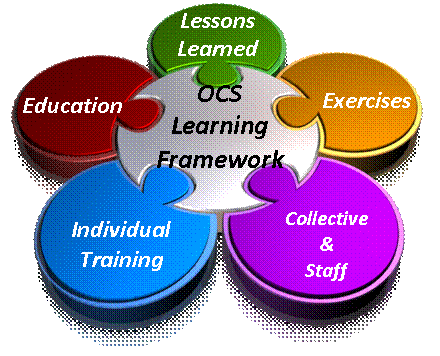 Lessons
Learned
Education
Exercises
OCS
Learning
Framework
Individual
Training
Collective
&
Staff